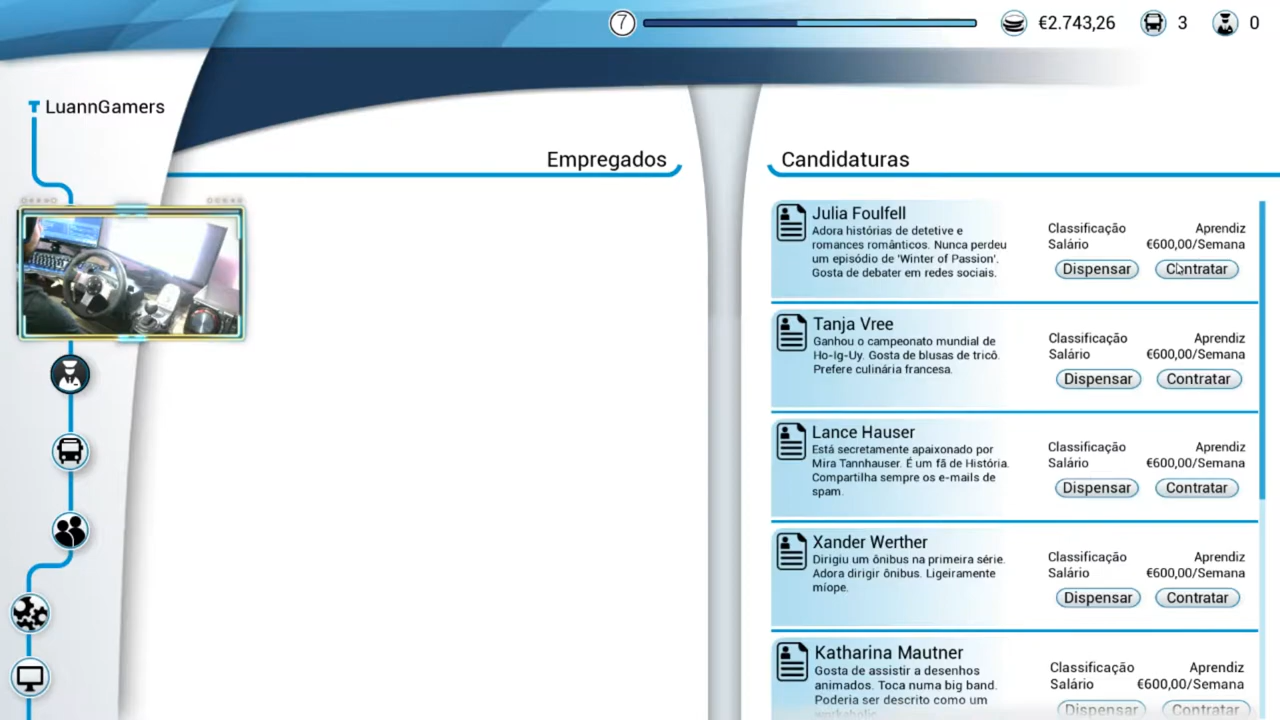 7
€2.743,26
3
0
LuannGamers
Empregados
Candidaturas
Julia Foulfell
Adora histórias de detetive e
romances românticos. Nunca perdeu
um episódio de 'Winter of Passion'.
Gosta de debater em redes sociais.
Classificação Aprendiz
Salário €600,00/Semana
Dispensar Contratar
Tanja Vree
Ganhou o campeonato mundial de
Ho-Ig-Uy. Gosta de blusas de tricô.
Prefere culinária francesa.
Classificação Aprendiz
Salário €600,00/Semana
Dispensar Contratar
Lance Hauser
Está secretamente apaixonado por
Mira Tannhauser. É um fã de História.
Compartilha sempre os e-mails de
spam.
Classificação Aprendiz
Salário €600,00/Semana
Dispensar Contratar
Xander Werther
Dirigiu um ônibus na primeira série.
Adora dirigir ônibus. Ligeiramente
míope.
Classificação Aprendiz
Salário €600,00/Semana
Dispensar Contratar
Katharina Mautner
Gosta de assistir a desenhos
animados. Toca numa big band.
Poderia ser descrito como um
workaholic.
Classificação Aprendiz
Salário €600,00/Semana
Dispensar Contratar